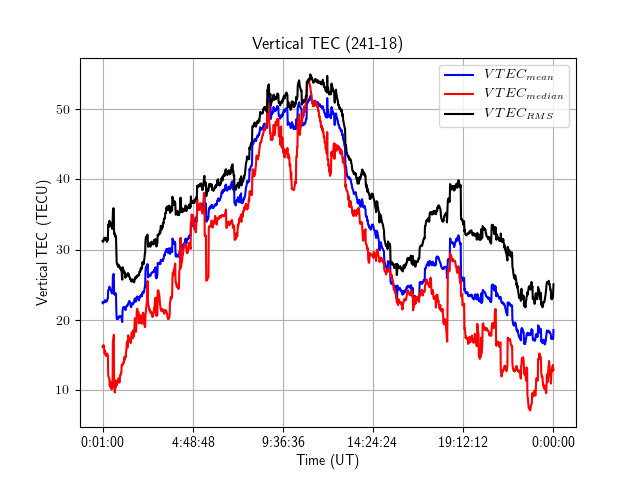 Vertical TEC (241-18)
VTEC_mean
VTEC_median
VTEC_RMS
Vertical TEC (TECU)
50
40
30
20
10
0:01:00 4:48:48 9:36:36 14:24:24 19:12:12 0:00:00
Time (UT)